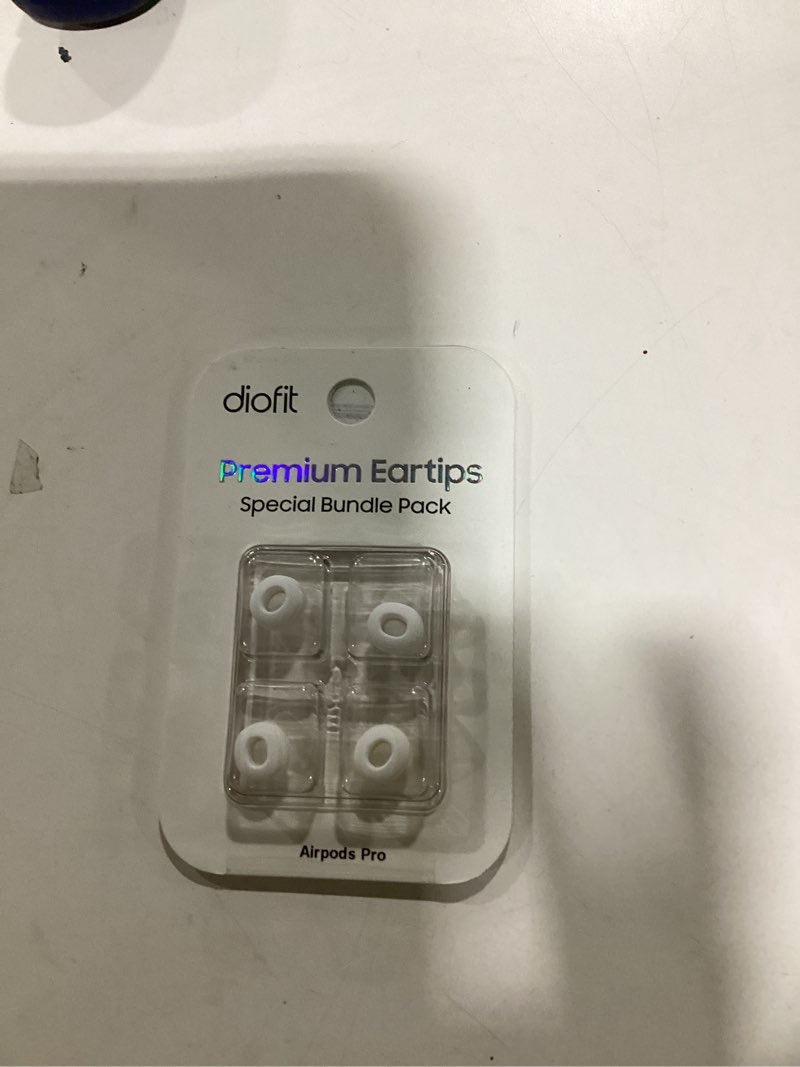 diofit
Premium Eartips
Special Bundle Pack
Airpods Pro